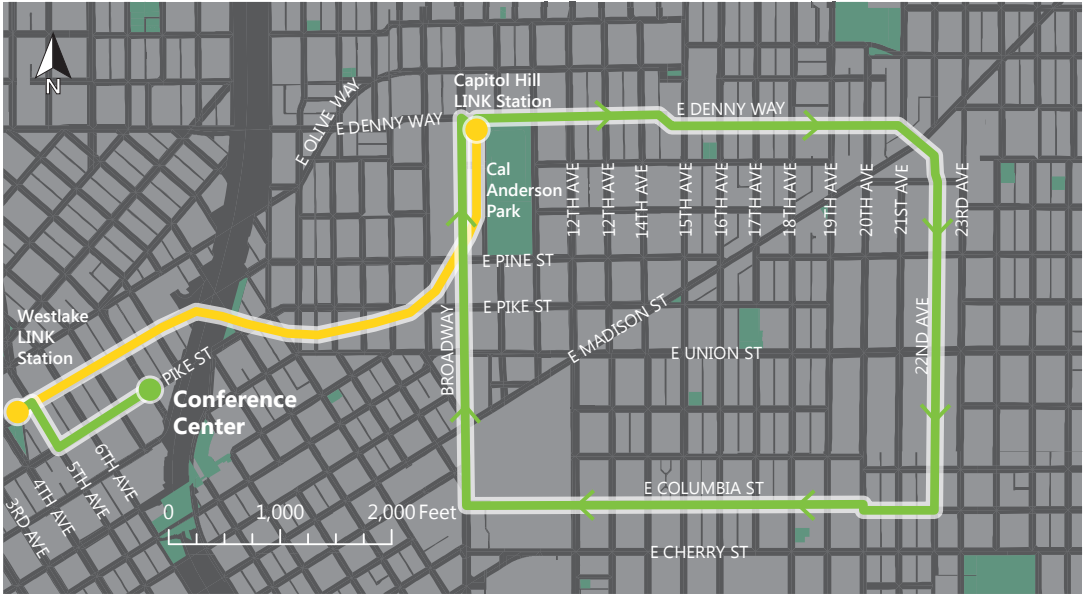 N
Capitol Hill
LINK Station
E OLIVE WAY
E DENNY WAY
E DENNY WAY
Cal
Anderson
Park
12TH AVE
12TH AVE
14TH AVE
15TH AVE
16TH AVE
17TH AVE
18TH AVE
19TH AVE
20TH AVE
21ST AVE
23RD AVE
E PINE ST
E PIKE ST
Westlake
LINK
Station
PIKE ST
BROADWAY
E MADISON ST
E UNION ST
22ND AVE
Conference
Center
6TH AVE
5TH AVE
4TH AVE
3RD AVE
E COLUMBIA ST
0 1,000 2,000 Feet
E CHERRY ST